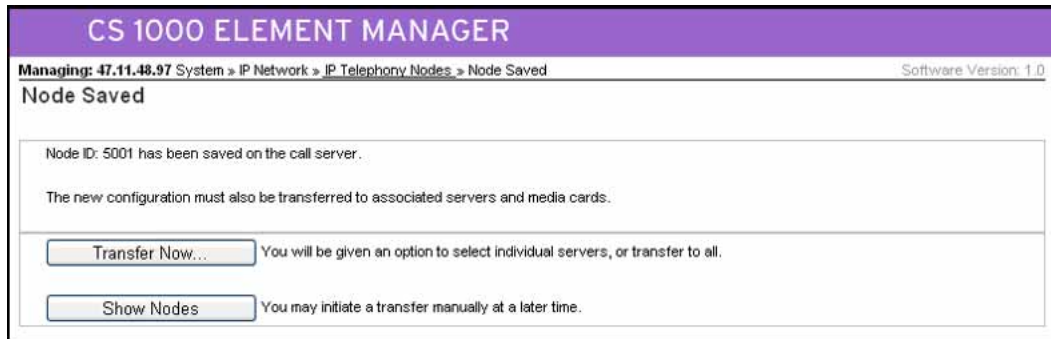 CS 1000 ELEMENT MANAGER
Managing: 47.11.48.97 System » IP Network » IP Telephony Nodes » Node Saved
Software Version: 1.0
Node Saved
Node ID: 5001 has been saved on the call server.
The new configuration must also be transferred to associated servers and media cards.
Transfer Now... You will be given an option to select individual servers, or transfer to all.
Show Nodes You may initiate a transfer manually at a later time.